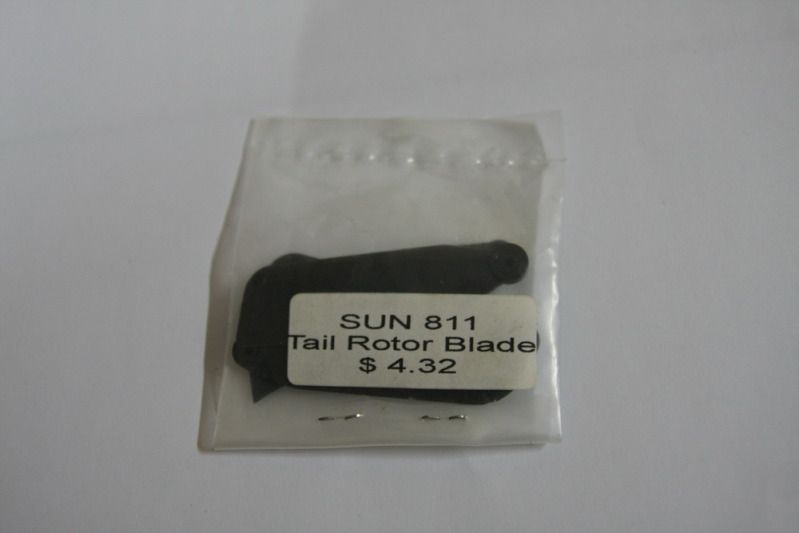 SUN 811
Tail Rotor Blade
$ 4.32